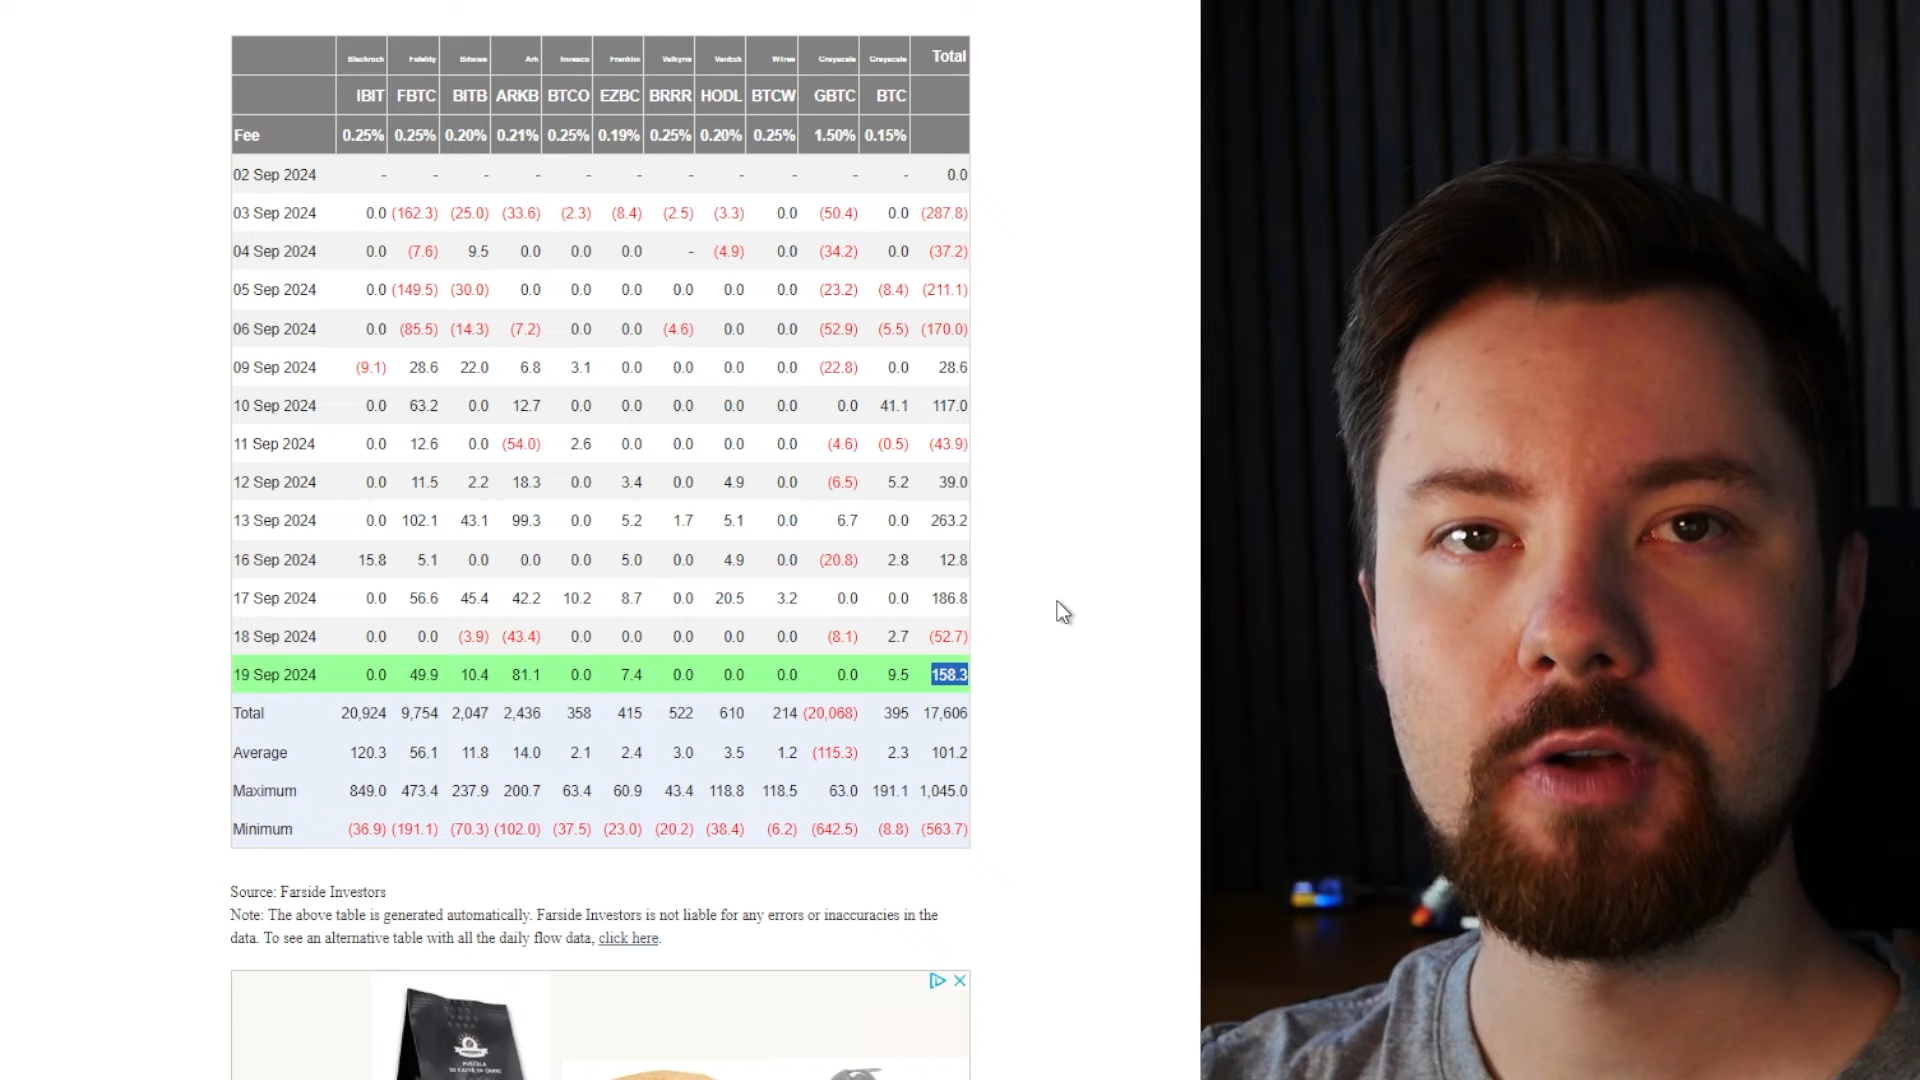 Blackrock Fidelity Bitwise Ark Invesco Franklin Valkyrie VanEck WTree Grayscale Grayscale Total
IBIT FBTC BITB ARKB BTCO EZBC BRRR HODL BTCW GBTC BTC
Fee 0.25% 0.25% 0.20% 0.21% 0.25% 0.19% 0.25% 0.20% 0.25% 1.50% 0.15%
02 Sep 2024 - - - - - - - - - - - 0.0
03 Sep 2024 0.0 (162.3) (25.0) (33.6) (2.3) (8.4) (2.5) (3.3) 0.0 (50.4) 0.0 (287.8)
04 Sep 2024 0.0 (7.6) 9.5 0.0 0.0 0.0 - (4.9) 0.0 (34.2) 0.0 (37.2)
05 Sep 2024 0.0 (149.5) (30.0) 0.0 0.0 0.0 0.0 0.0 0.0 (23.2) (8.4) (211.1)
06 Sep 2024 0.0 (85.5) (14.3) (7.2) 0.0 0.0 (4.6) 0.0 0.0 (52.9) (5.5) (170.0)
09 Sep 2024 (9.1) 28.6 22.0 6.8 3.1 0.0 0.0 0.0 0.0 (22.8) 0.0 28.6
10 Sep 2024 0.0 63.2 0.0 12.7 0.0 0.0 0.0 0.0 0.0 0.0 41.1 117.0
11 Sep 2024 0.0 12.6 0.0 (54.0) 2.6 0.0 0.0 0.0 0.0 (4.6) (0.5) (43.9)
12 Sep 2024 0.0 11.5 2.2 18.3 0.0 3.4 0.0 4.9 0.0 (6.5) 5.2 39.0
13 Sep 2024 0.0 102.1 43.1 99.3 0.0 5.2 1.7 5.1 0.0 6.7 0.0 263.2
16 Sep 2024 15.8 5.1 0.0 0.0 0.0 5.0 0.0 4.9 0.0 (20.8) 2.8 12.8
17 Sep 2024 0.0 56.6 45.4 42.2 10.2 8.7 0.0 20.5 3.2 0.0 0.0 186.8
18 Sep 2024 0.0 0.0 (3.9) (43.4) 0.0 0.0 0.0 0.0 0.0 (8.1) 2.7 (52.7)
19 Sep 2024 0.0 49.9 10.4 81.1 0.0 7.4 0.0 0.0 0.0 0.0 9.5 158.3
Total 20,924 9,754 2,047 2,436 358 415 522 610 214 (20,068) 395 17,606
Average 120.3 56.1 11.8 14.0 2.1 2.4 3.0 3.5 1.2 (115.3) 2.3 101.2
Maximum 849.0 473.4 237.9 200.7 63.4 60.9 43.4 118.8 118.5 63.0 191.1 1,045.0
Minimum (36.9) (191.1) (70.3) (102.0) (37.5) (23.0) (20.2) (38.4) (6.2) (642.5) (8.8) (563.7)
Source: Farside Investors
Note: The above table is generated automatically. Farside Investors is not liable for any errors or inaccuracies in the
data. To see an alternative table with all the daily flow data, click here.